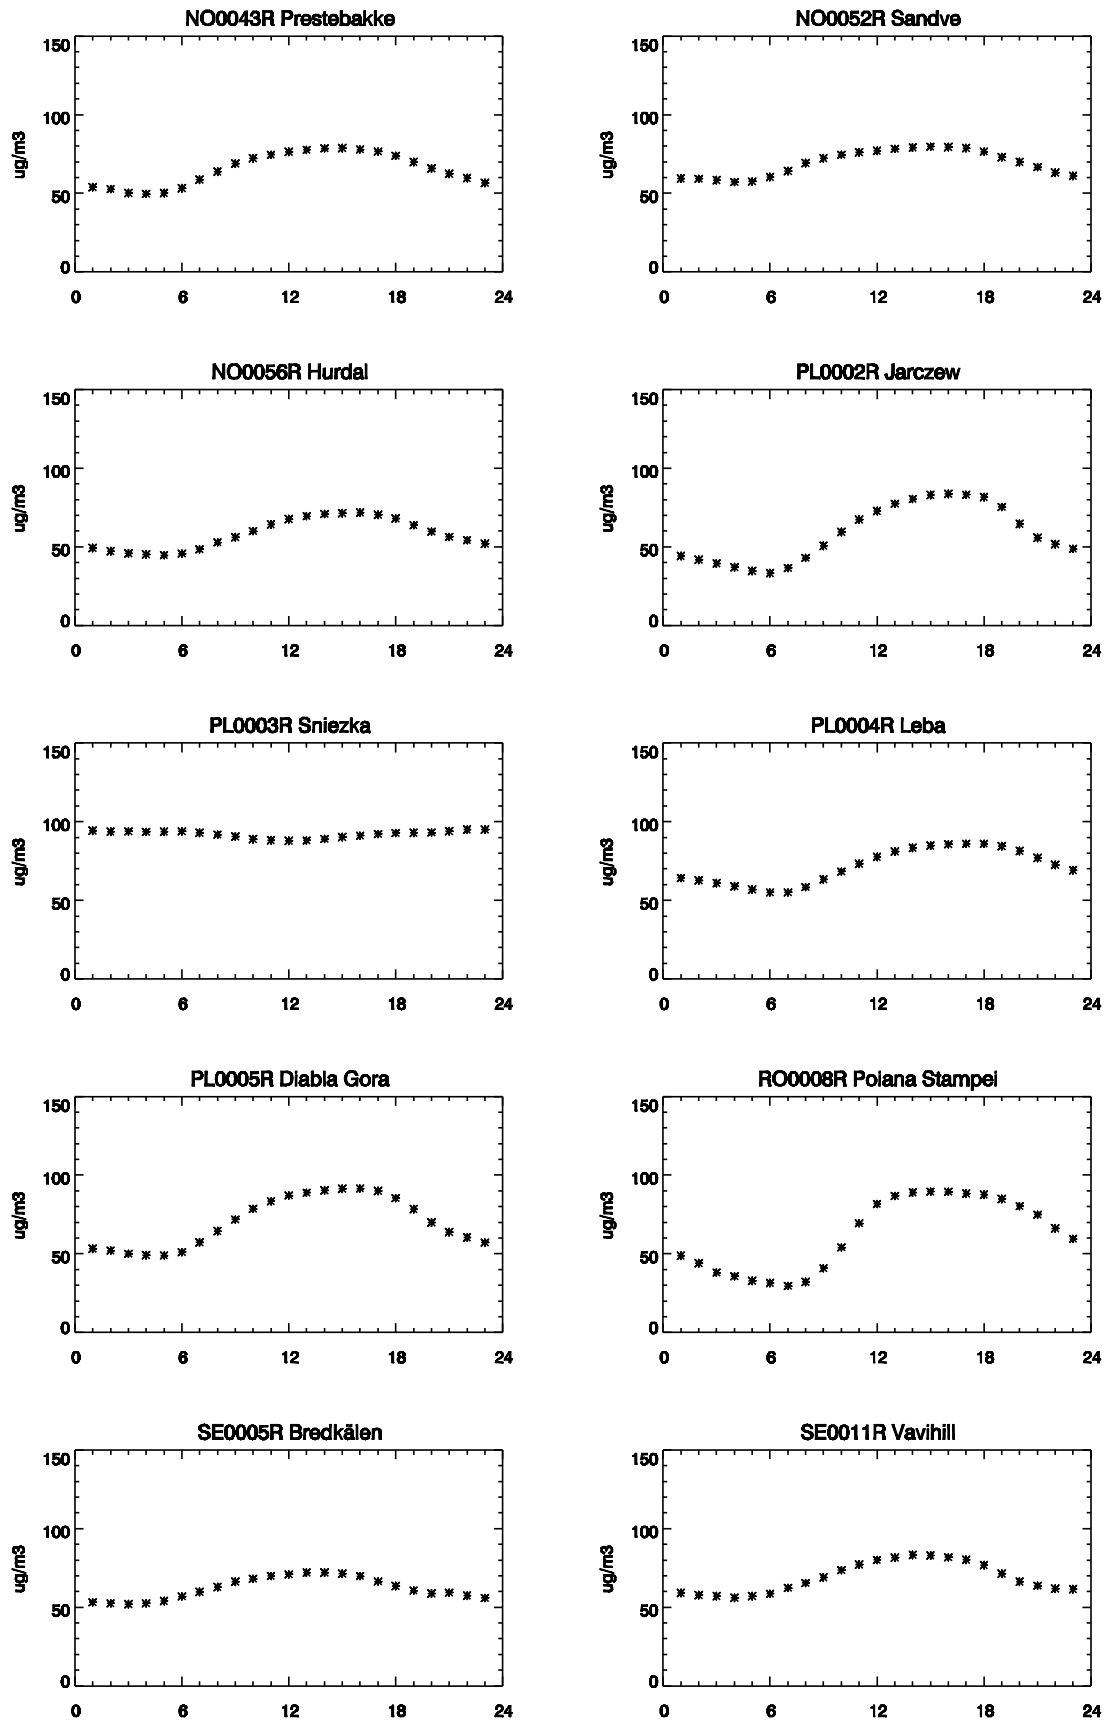 NO0043R Prestebakke
150
100
50
0
ug/m3
0 6 12 18 24
NO0052R Sandve
150
100
50
0
ug/m3
0 6 12 18 24
NO0056R Hurdal
150
100
50
0
ug/m3
0 6 12 18 24
PL0002R Jarczew
150
100
50
0
ug/m3
0 6 12 18 24
PL0003R Sniezka
150
100
50
0
ug/m3
0 6 12 18 24
PL0004R Leba
150
100
50
0
ug/m3
0 6 12 18 24
PL0005R Diabla Gora
150
100
50
0
ug/m3
0 6 12 18 24
RO0008R Poiana Stampei
150
100
50
0
ug/m3
0 6 12 18 24
SE0005R Bredkälen
150
100
50
0
ug/m3
0 6 12 18 24
SE0011R Vavihill
150
100
50
0
ug/m3
0 6 12 18 24